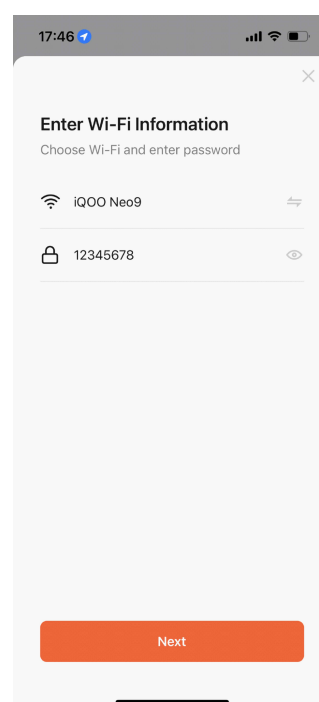 17:46
Enter Wi-Fi Information
Choose Wi-Fi and enter password
iQOO Neo9
12345678
Next